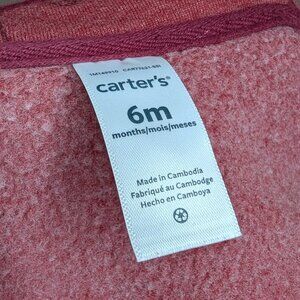 carter's®
6m
months/mois/meses
Made in Cambodia
Fabriqué au Cambodge
Hecho en Camboya